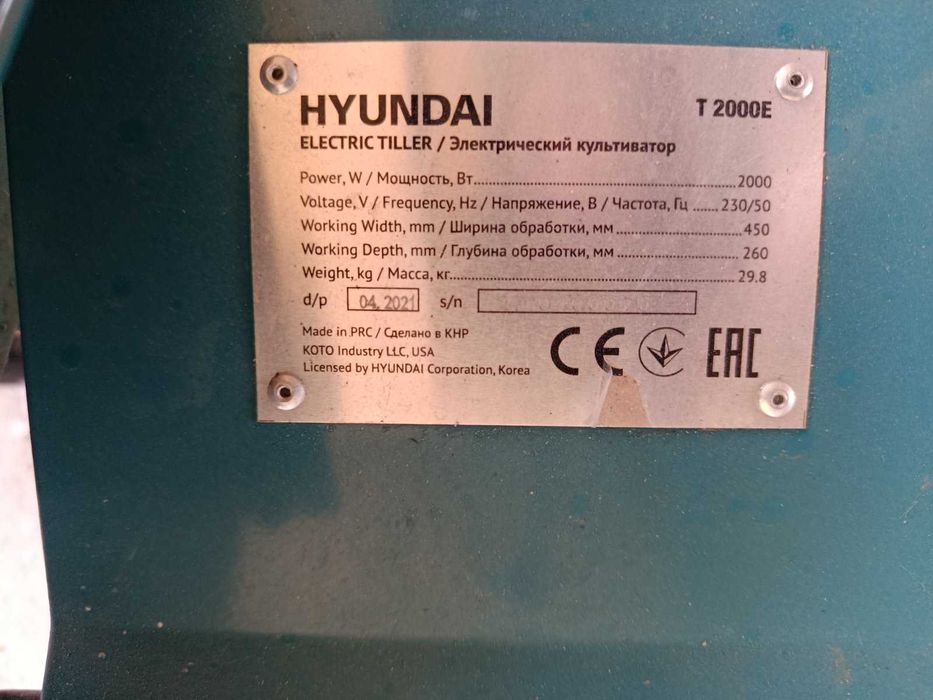 HYUNDAI T 2000E
ELECTRIC TILLER / Электрический культиватор
Power, W / Мощность, Вт........2000
Voltage, V / Frequency, Hz / Напряжение, В / Частота, Гц ......230/50
Working Width, mm / Ширина обработки, мм........450
Working Depth, mm / Глубина обработки, мм........260
Weight, kg / Масса, кг........29.8
d/p 04. 2021 s/n
Made in PRC / Сделано в КНР
KOTO Industry LLC, USA
Licensed by HYUNDAI Corporation, Korea
CE EAC